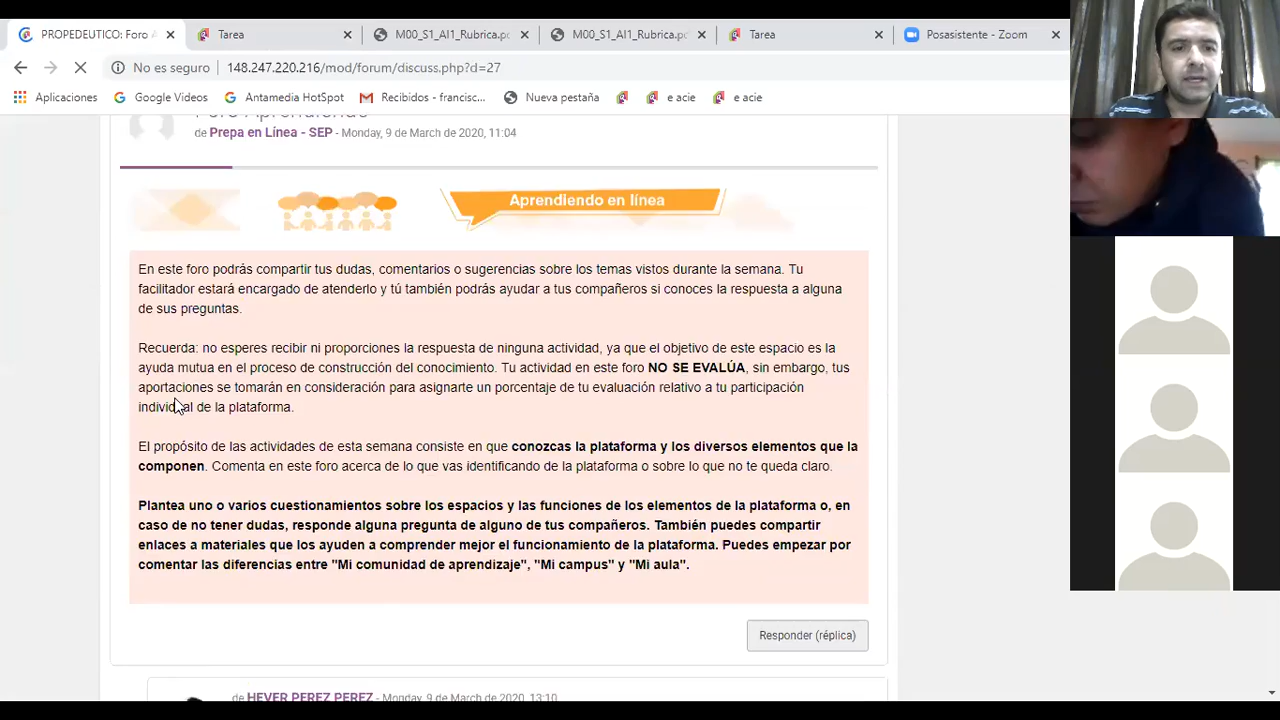 PROPEDEUTICO: Foro A
Tarea
M00_S1_AI1_Rubrica.pc
M00_S1_AI1_Rubrica.pc
Tarea
Posasistente - Zoom
No es seguro
148.247.220.216/mod/forum/discuss.php?d=27
Aplicaciones
Google Videos
Antamedia HotSpot
Recibidos - francisc...
Nueva pestaña
e acie
e acie
Foro Aprendiendo
de Prepa en Línea - SEP - Monday, 9 de March de 2020, 11:04
Aprendiendo en línea
En este foro podrás compartir tus dudas, comentarios o sugerencias sobre los temas vistos durante la semana. Tu
facilitador estará encargado de atenderlo y tú también podrás ayudar a tus compañeros si conoces la respuesta a alguna
de sus preguntas.
Recuerda: no esperes recibir ni proporciones la respuesta de ninguna actividad, ya que el objetivo de este espacio es la
ayuda mutua en el proceso de construcción del conocimiento. Tu actividad en este foro NO SE EVALÚA, sin embargo, tus
aportaciones se tomarán en consideración para asignarte un porcentaje de tu evaluación relativo a tu participación
individual de la plataforma.
El propósito de las actividades de esta semana consiste en que conozcas la plataforma y los diversos elementos que la
componen. Comenta en este foro acerca de lo que vas identificando de la plataforma o sobre lo que no te queda claro.
Plantea uno o varios cuestionamientos sobre los espacios y las funciones de los elementos de la plataforma o, en
caso de no tener dudas, responde alguna pregunta de alguno de tus compañeros. También puedes compartir
enlaces a materiales que los ayuden a comprender mejor el funcionamiento de la plataforma. Puedes empezar por
comentar las diferencias entre "Mi comunidad de aprendizaje", "Mi campus" y "Mi aula".
Responder (réplica)
de HEVER PEREZ PEREZ - Monday, 9 de March de 2020, 13:10